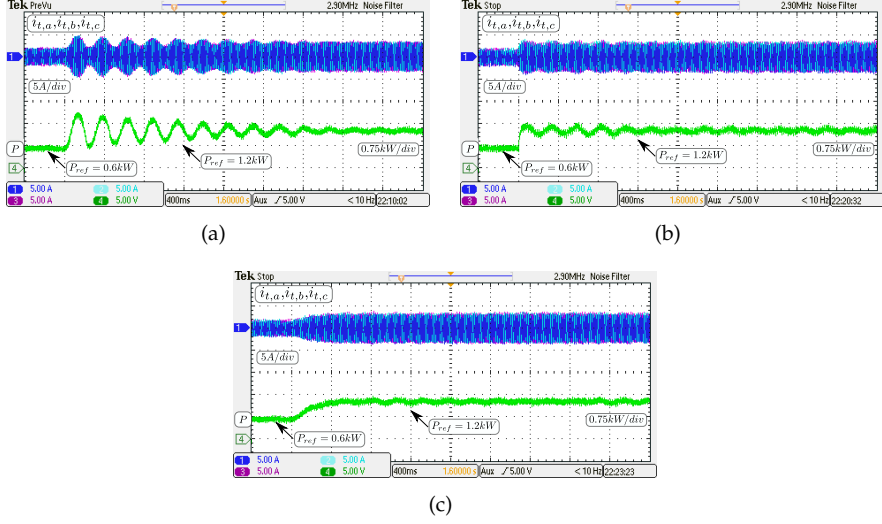 Tek PreVu 2.90MHz Noise Filter
i_{t,a},i_{t,b},i_{t,c}
1
5A/div
P
P_{ref} = 0.6kW
P_{ref} = 1.2kW
0.75kW/div
4
1 5.00 A 2 5.00 A
3 5.00 A 4 5.00 V
400ms 1.60000 s Aux 5.00 V < 10 Hz 22:10:02
(a)
Tek Stop 2.90MHz Noise Filter
i_{t,a},i_{t,b},i_{t,c}
1
5A/div
P
P_{ref} = 0.6kW
P_{ref} = 1.2kW
0.75kW/div
4
1 5.00 A 2 5.00 A
3 5.00 A 4 5.00 V
400ms 1.60000 s Aux 5.00 V < 10 Hz 22:20:32
(b)
Tek Stop 2.90MHz Noise Filter
i_{t,a},i_{t,b},i_{t,c}
1
5A/div
P
P_{ref} = 0.6kW
P_{ref} = 1.2kW
0.75kW/div
4
1 5.00 A 2 5.00 A
3 5.00 A 4 5.00 V
400ms 1.60000 s Aux 5.00 V < 10 Hz 22:23:23
(c)